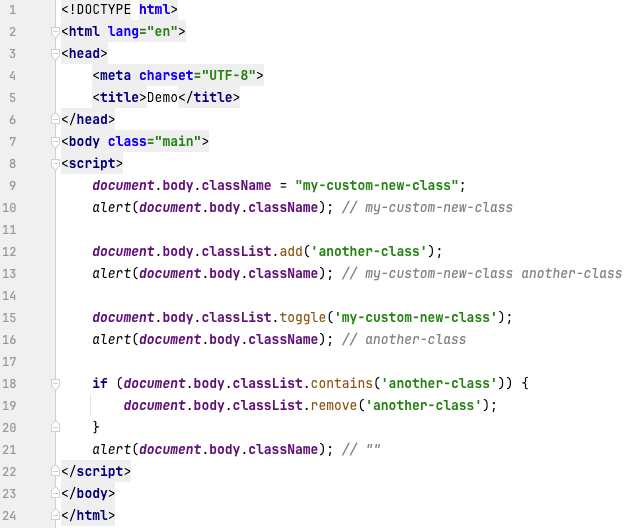 1 <!DOCTYPE html>
2 <html lang="en">
3 <head>
4     <meta charset="UTF-8">
5     <title>Demo</title>
6 </head>
7 <body class="main">
8 <script>
9     document.body.className = "my-custom-new-class";
10     alert(document.body.className); // my-custom-new-class
11
12     document.body.classList.add('another-class');
13     alert(document.body.className); // my-custom-new-class another-class
14
15     document.body.classList.toggle('my-custom-new-class');
16     alert(document.body.className); // another-class
17
18     if (document.body.classList.contains('another-class')) {
19         document.body.classList.remove('another-class');
20     }
21     alert(document.body.className); // ""
22 </script>
23 </body>
24 </html>